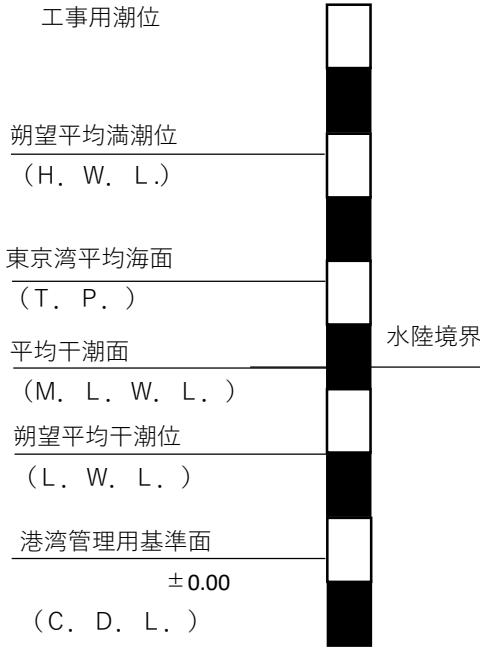 工事用潮位
朔望平均満潮位
（H．W．L.）
東京湾平均海面
（T．P．）
水陸境界
平均干潮面
（M．L．W．L．）
朔望平均干潮位
（L．W．L．）
港湾管理用基準面
±0.00
（C．D．L．）